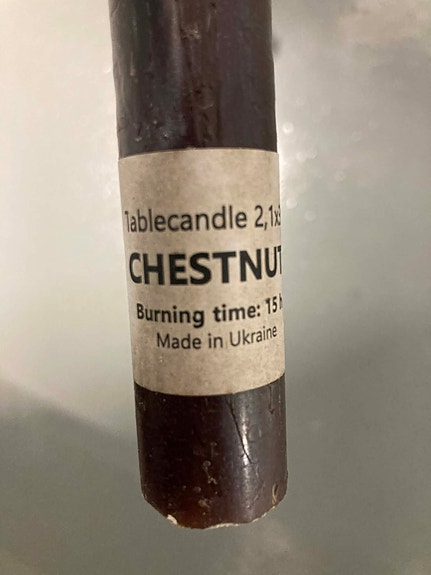 Tablecandle 2,1x
CHESTNUT
Burning time: 15 h
Made in Ukraine